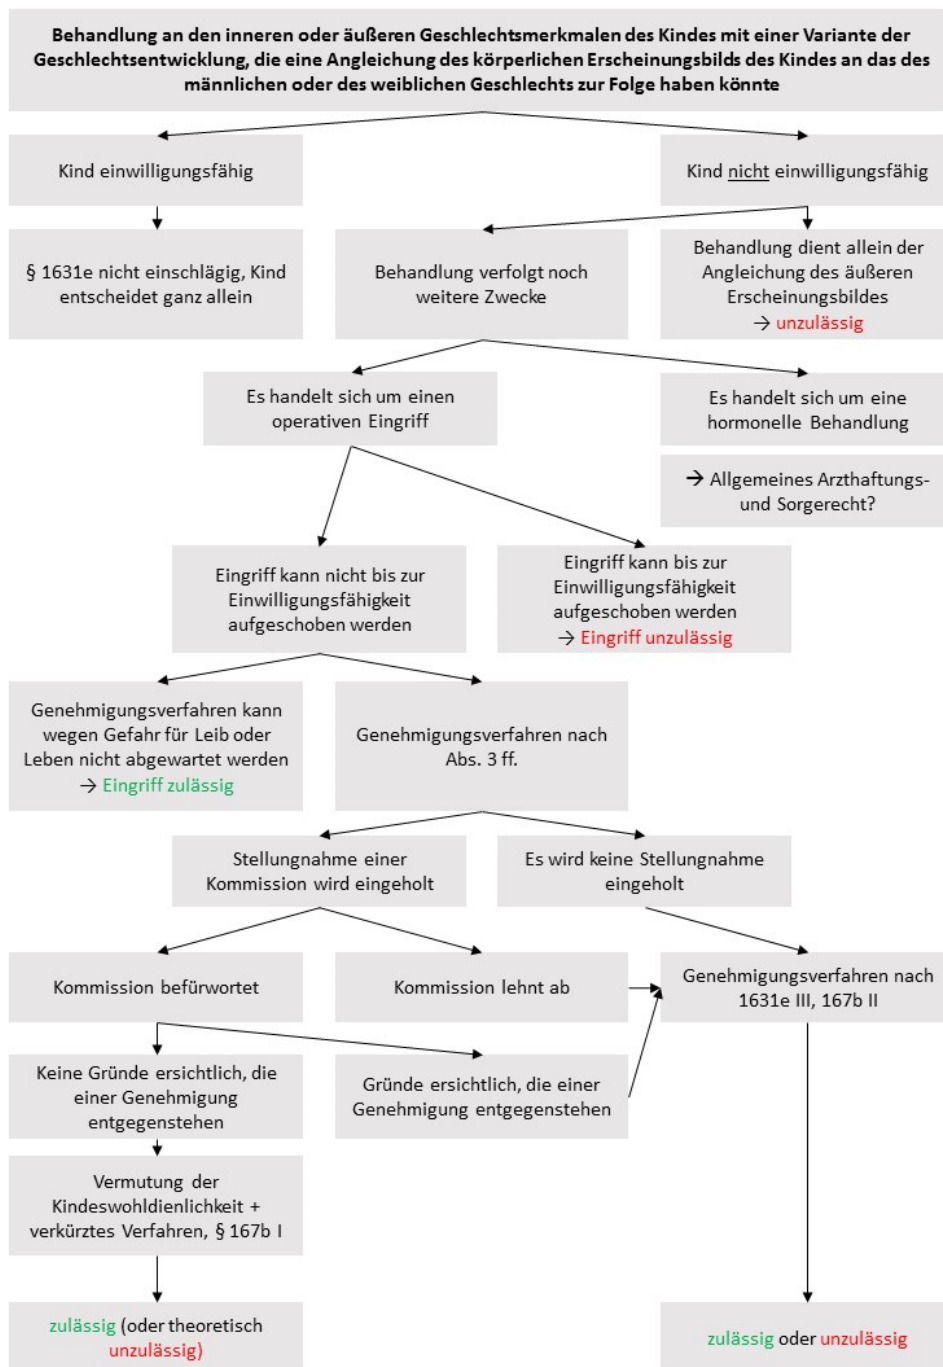 Behandlung an den inneren oder äußeren Geschlechtsmerkmalen des Kindes mit einer Variante der
Geschlechtsentwicklung, die eine Angleichung des körperlichen Erscheinungsbilds des Kindes an das des
männlichen oder des weiblichen Geschlechts zur Folge haben könnte
Kind einwilligungsfähig
Kind nicht einwilligungsfähig
§ 1631e nicht einschlägig, Kind
entscheidet ganz allein
Behandlung verfolgt noch
weitere Zwecke
Behandlung dient allein der
Angleichung des äußeren
Erscheinungsbildes
→ unzulässig
Es handelt sich um einen
operativen Eingriff
Es handelt sich um eine
hormonelle Behandlung
→ Allgemeines Arzthaftungs-
und Sorgerecht?
Eingriff kann nicht bis zur
Einwilligungsfähigkeit
aufgeschoben werden
Eingriff kann bis zur
Einwilligungsfähigkeit
aufgeschoben werden
→ Eingriff unzulässig
Genehmigungsverfahren kann
wegen Gefahr für Leib oder
Leben nicht abgewartet werden
→ Eingriff zulässig
Genehmigungsverfahren nach
Abs. 3 ff.
Stellungnahme einer
Kommission wird eingeholt
Es wird keine Stellungnahme
eingeholt
Kommission befürwortet
Kommission lehnt ab
Genehmigungsverfahren nach
1631e III, 167b II
Keine Gründe ersichtlich, die
einer Genehmigung
entgegenstehen
Gründe ersichtlich, die einer
Genehmigung entgegenstehen
Vermutung der
Kindeswohldienlichkeit +
verkürztes Verfahren, § 167b I
zulässig (oder theoretisch
unzulässig)
zulässig oder unzulässig